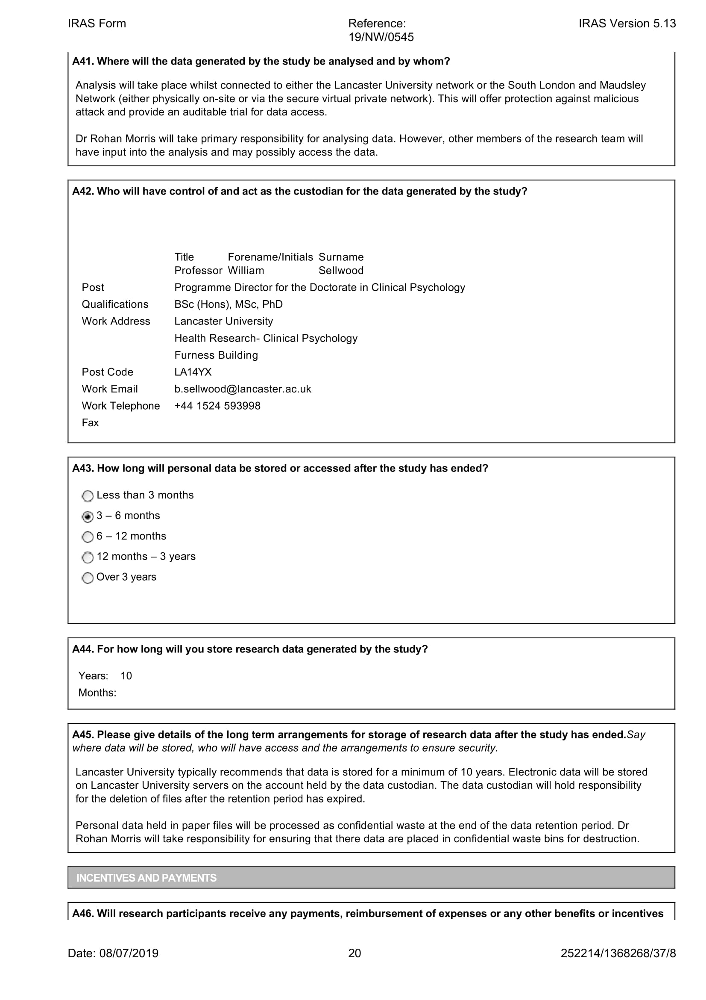 IRAS Form
Reference:
19/NW/0545
IRAS Version 5.13
A41. Where will the data generated by the study be analysed and by whom?
Analysis will take place whilst connected to either the Lancaster University network or the South London and Maudsley
Network (either physically on-site or via the secure virtual private network). This will offer protection against malicious
attack and provide an auditable trial for data access.
Dr Rohan Morris will take primary responsibility for analysing data. However, other members of the research team will
have input into the analysis and may possibly access the data.
A42. Who will have control of and act as the custodian for the data generated by the study?
Title Forename/Initials Surname
Professor William Sellwood
Post Programme Director for the Doctorate in Clinical Psychology
Qualifications BSc (Hons), MSc, PhD
Work Address Lancaster University
Health Research- Clinical Psychology
Furness Building
Post Code LA14YX
Work Email b.sellwood@lancaster.ac.uk
Work Telephone +44 1524 593998
Fax
A43. How long will personal data be stored or accessed after the study has ended?
Less than 3 months
3 – 6 months
6 – 12 months
12 months – 3 years
Over 3 years
A44. For how long will you store research data generated by the study?
Years: 10
Months:
A45. Please give details of the long term arrangements for storage of research data after the study has ended.Say
where data will be stored, who will have access and the arrangements to ensure security.
Lancaster University typically recommends that data is stored for a minimum of 10 years. Electronic data will be stored
on Lancaster University servers on the account held by the data custodian. The data custodian will hold responsibility
for the deletion of files after the retention period has expired.
Personal data held in paper files will be processed as confidential waste at the end of the data retention period. Dr
Rohan Morris will take responsibility for ensuring that there data are placed in confidential waste bins for destruction.
INCENTIVES AND PAYMENTS
A46. Will research participants receive any payments, reimbursement of expenses or any other benefits or incentives
Date: 08/07/2019
20
252214/1368268/37/8